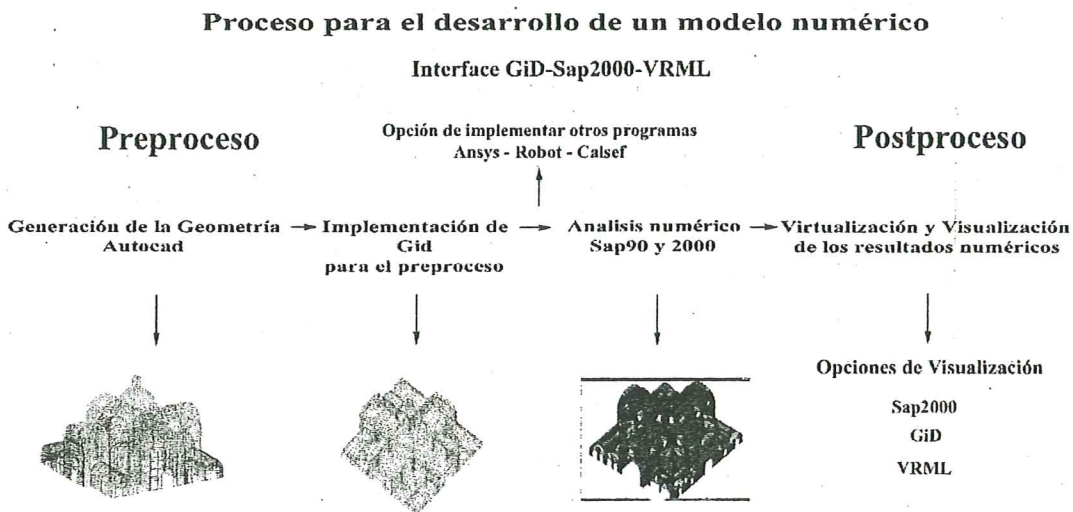 Proceso para el desarrollo de un modelo numérico
Interface GiD-Sap2000-VRML
Preproceso
Opción de implementar otros programas
Ansys - Robot - Calsef
Postproceso
Generación de la Geometría
Autocad
Implementación de
Gid
para el preproceso
Analisis numérico
Sap90 y 2000
Virtualización y Visualización
de los resultados numéricos
Opciones de Visualización
Sap2000
GiD
VRML